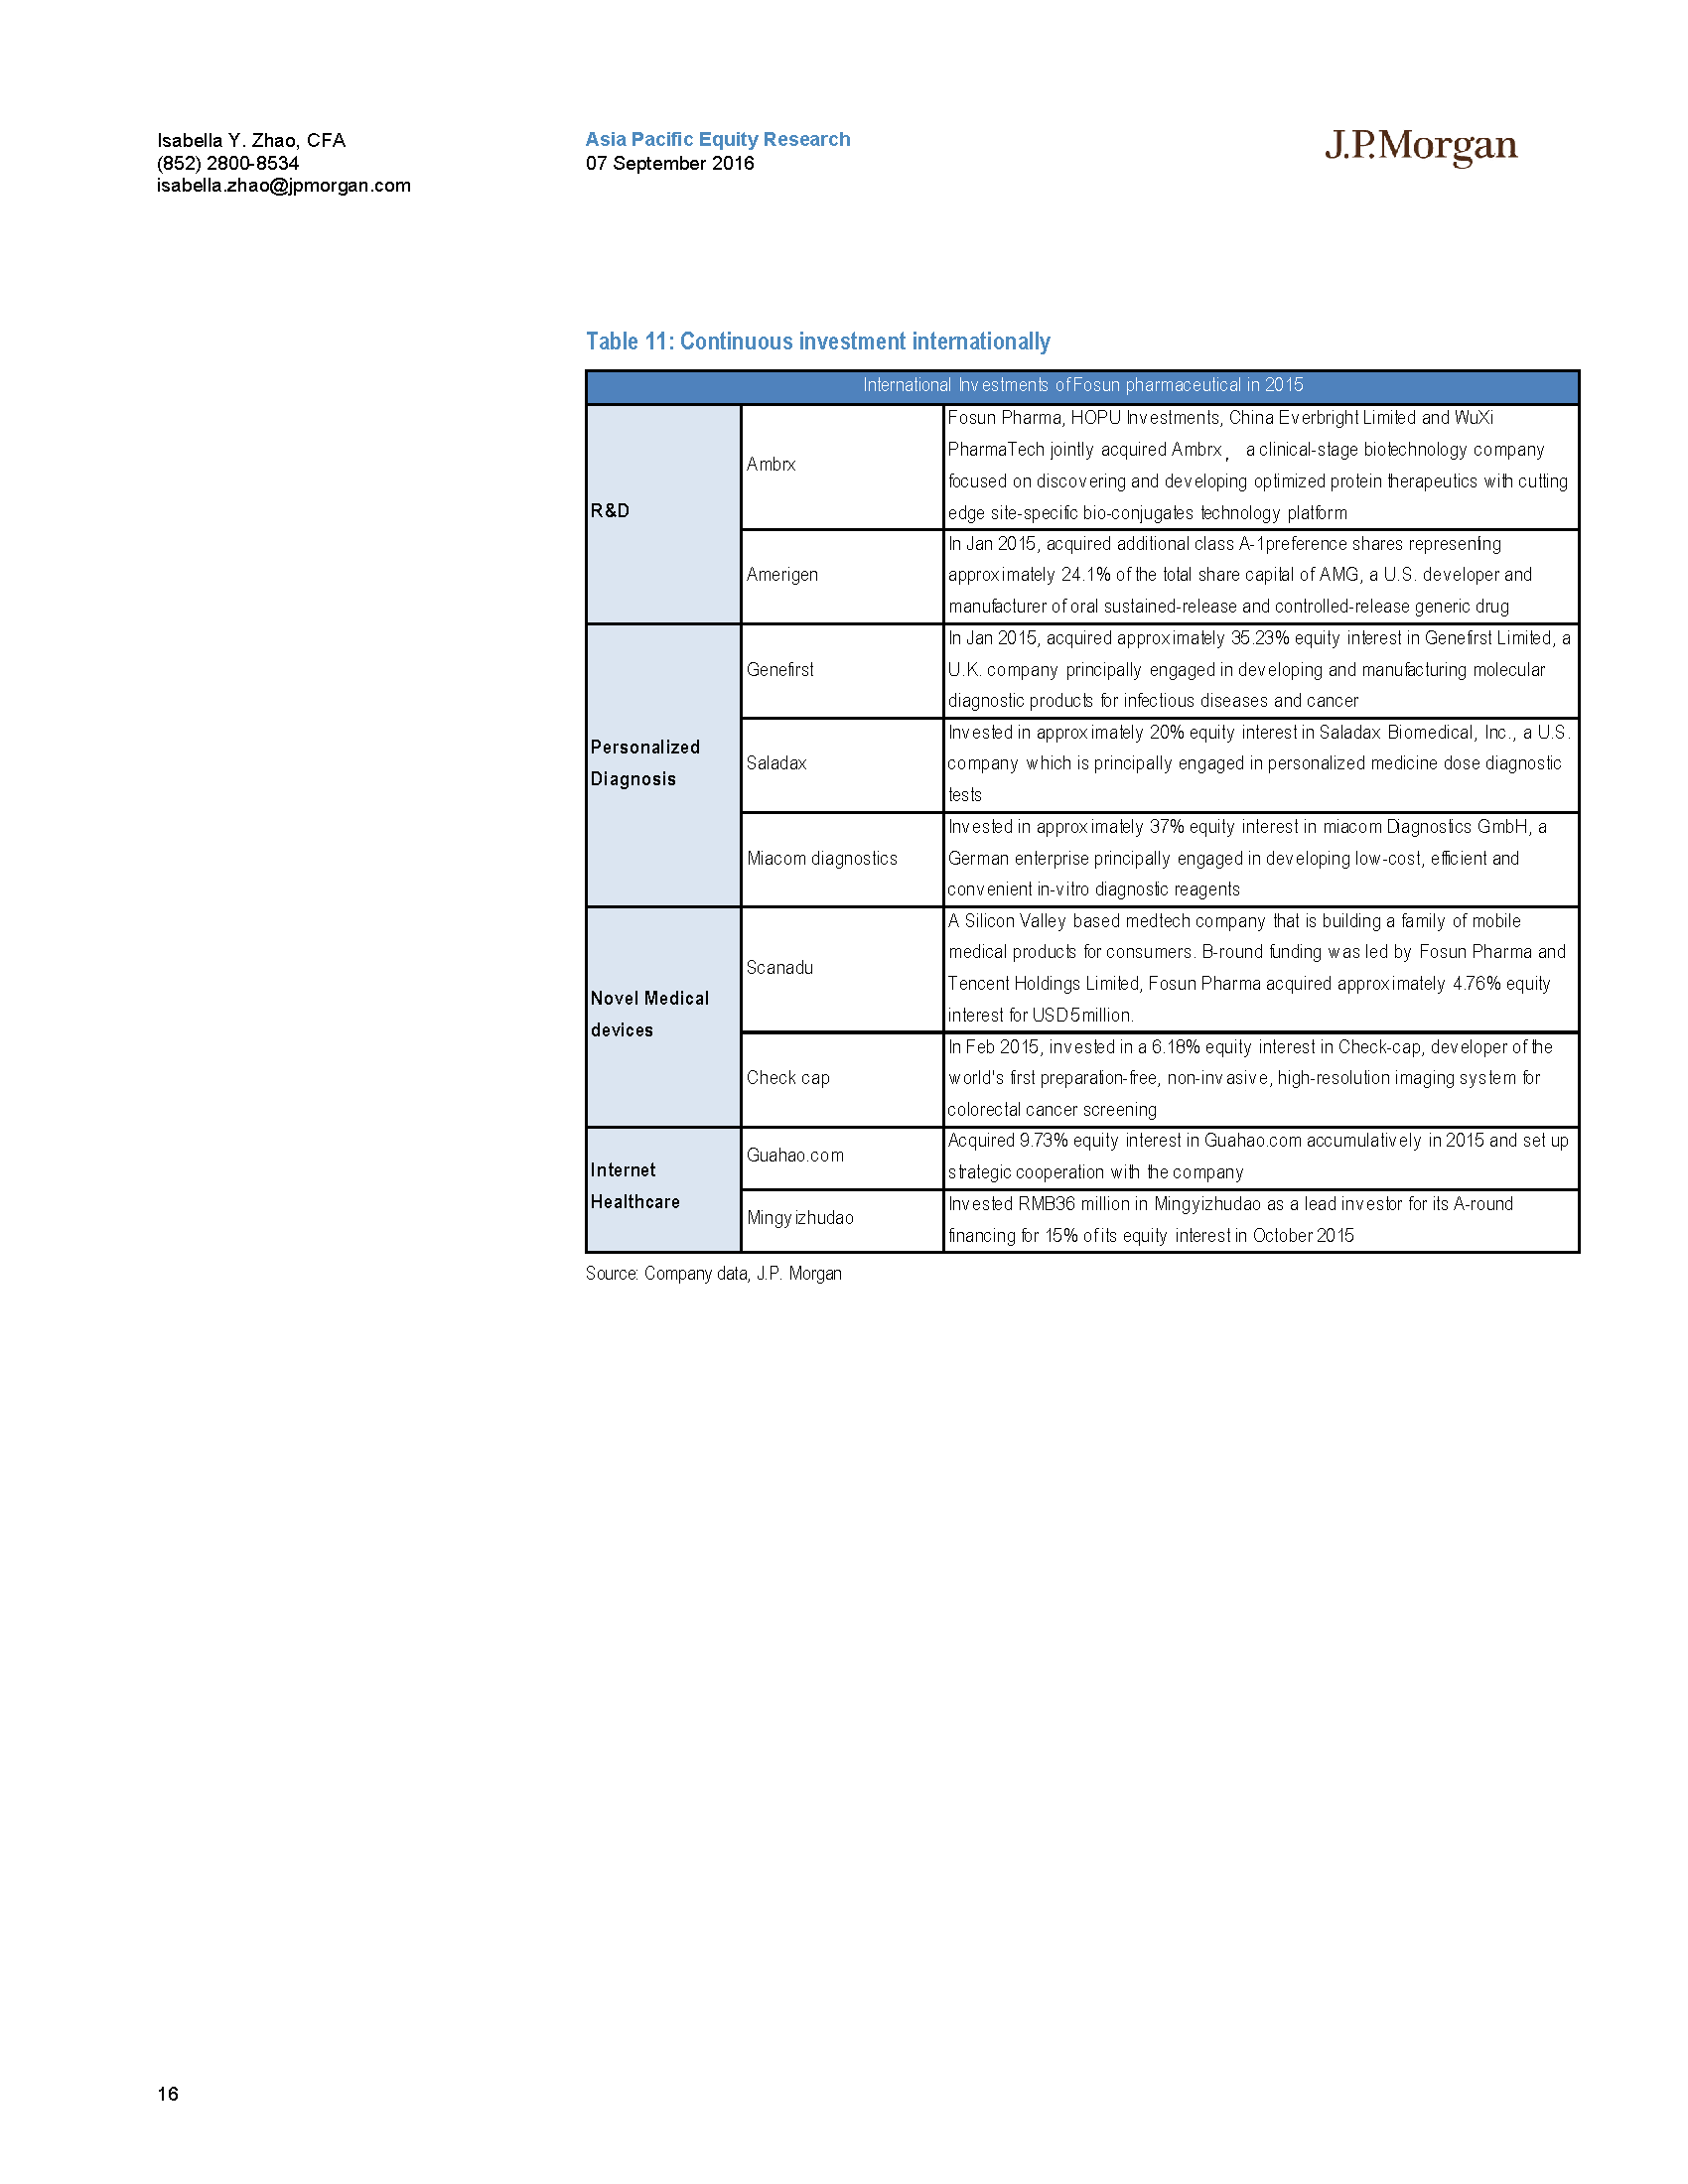 Isabella Y. Zhao, CFA
(852) 2800-8534
isabella.zhao@jpmorgan.com
Asia Pacific Equity Research
07 September 2016
J.P.Morgan
Table 11: Continuous investment internationally
International Investments of Fosun pharmaceutical in 2015
R&D
Ambrx
Fosun Pharma, HOPU Investments, China Everbright Limited and WuXi
PharmaTech jointly acquired Ambrx， a clinical-stage biotechnology company
focused on discovering and developing optimized protein therapeutics with cutting
edge site-specific bio-conjugates technology platform
Amerigen
In Jan 2015, acquired additional class A-1preference shares representing
approximately 24.1% of the total share capital of AMG, a U.S. developer and
manufacturer of oral sustained-release and controlled-release generic drug
Personalized
Diagnosis
Genefirst
In Jan 2015, acquired approximately 35.23% equity interest in Genefirst Limited, a
U.K. company principally engaged in developing and manufacturing molecular
diagnostic products for infectious diseases and cancer
Saladax
Invested in approximately 20% equity interest in Saladax Biomedical, Inc., a U.S.
company which is principally engaged in personalized medicine dose diagnostic
tests
Miacom diagnostics
Invested in approximately 37% equity interest in miacom Diagnostics GmbH, a
German enterprise principally engaged in developing low-cost, efficient and
convenient in-vitro diagnostic reagents
Novel Medical
devices
Scanadu
A Silicon Valley based medtech company that is building a family of mobile
medical products for consumers. B-round funding was led by Fosun Pharma and
Tencent Holdings Limited, Fosun Pharma acquired approximately 4.76% equity
interest for USD5million.
Check cap
In Feb 2015, invested in a 6.18% equity interest in Check-cap, developer of the
world's first preparation-free, non-invasive, high-resolution imaging system for
colorectal cancer screening
Internet
Healthcare
Guahao.com
Acquired 9.73% equity interest in Guahao.com accumulatively in 2015 and set up
strategic cooperation with the company
Mingyizhudao
Invested RMB36 million in Mingyizhudao as a lead investor for its A-round
financing for 15% of its equity interest in October 2015
Source: Company data, J.P. Morgan
16